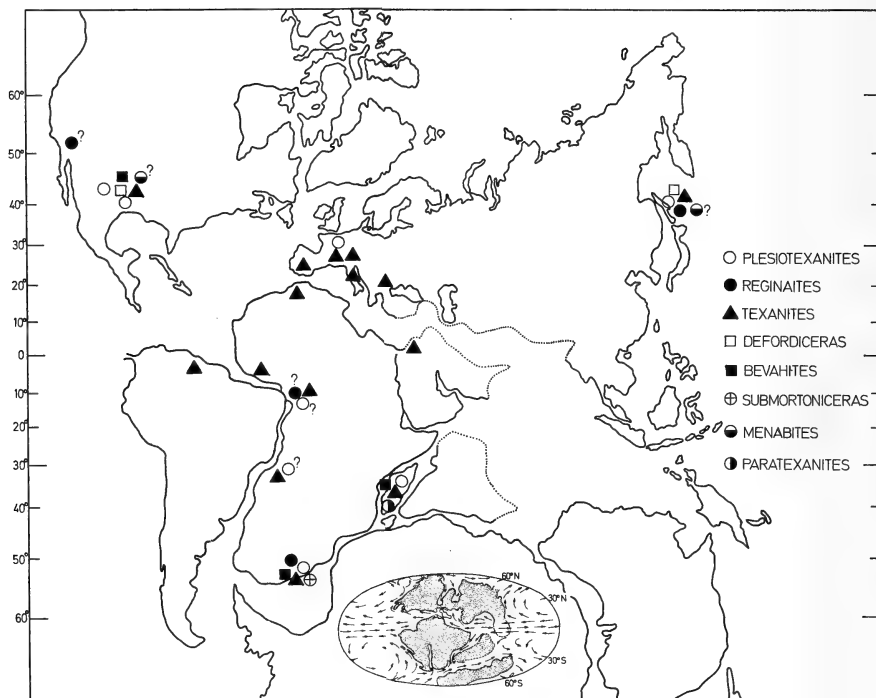 60°
50°
40°
30°
20°
10°
0
10°
20°
30°
40°
50°
60°
?
?
?
?
?
?
PLESIOTEXANITES
REGINAITES
TEXANITES
DEFORDICERAS
BEVAHITES
SUBMORTONICERAS
MENABITES
PARATEXANITES
60°N
30°N
30°S
60°S